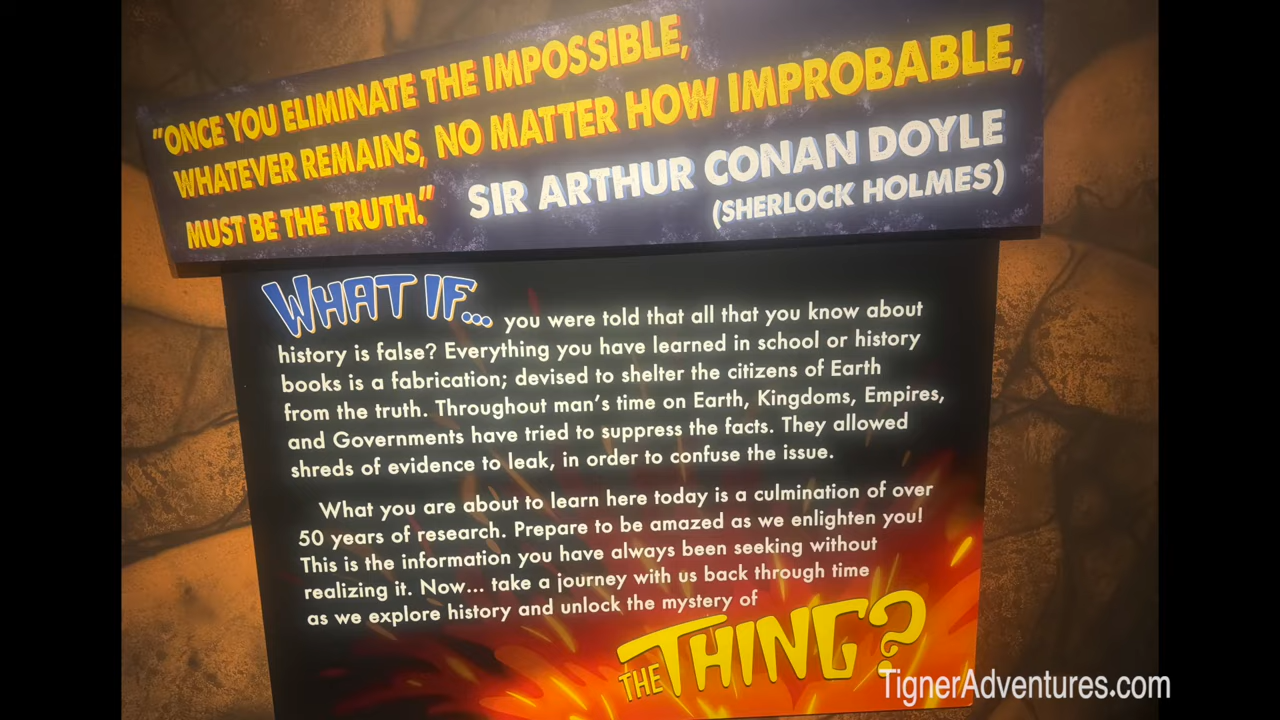 "ONCE YOU ELIMINATE THE IMPOSSIBLE,
WHATEVER REMAINS, NO MATTER HOW IMPROBABLE,
MUST BE THE TRUTH." SIR ARTHUR CONAN DOYLE
(SHERLOCK HOLMES)
WHAT IF... you were told that all that you know about
history is false? Everything you have learned in school or history
books is a fabrication; devised to shelter the citizens of Earth
from the truth. Throughout man's time on Earth, Kingdoms, Empires,
and Governments have tried to suppress the facts. They allowed
shreds of evidence to leak, in order to confuse the issue.
What you are about to learn here today is a culmination of over
50 years of research. Prepare to be amazed as we enlighten you!
This is the information you have always been seeking without
realizing it. Now... take a journey with us back through time
as we explore history and unlock the mystery of
THE THING?
TignerAdventures.com